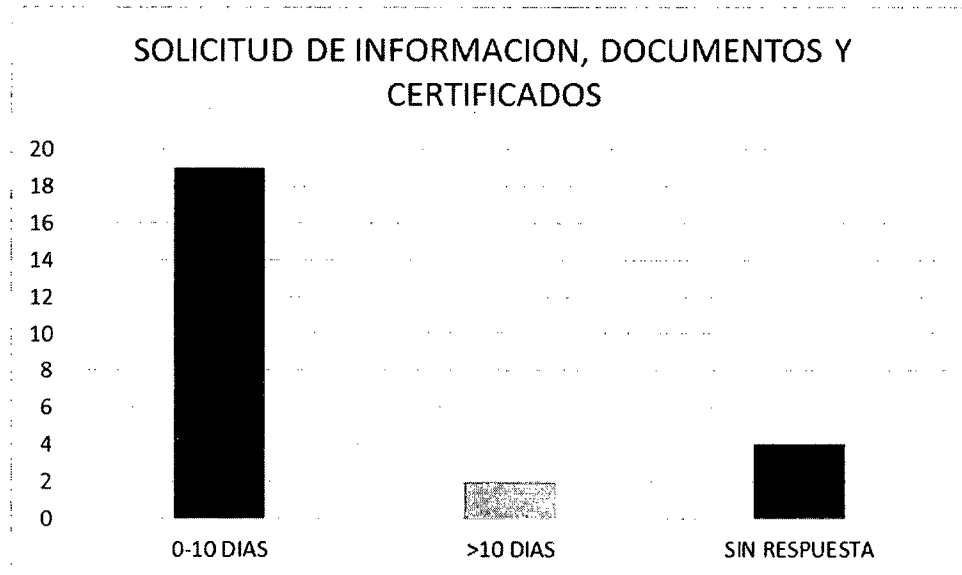 SOLICITUD DE INFORMACION, DOCUMENTOS Y
CERTIFICADOS
20
18
16
14
12
10
8
6
4
2
0
0-10 DIAS
>10 DIAS
SIN RESPUESTA